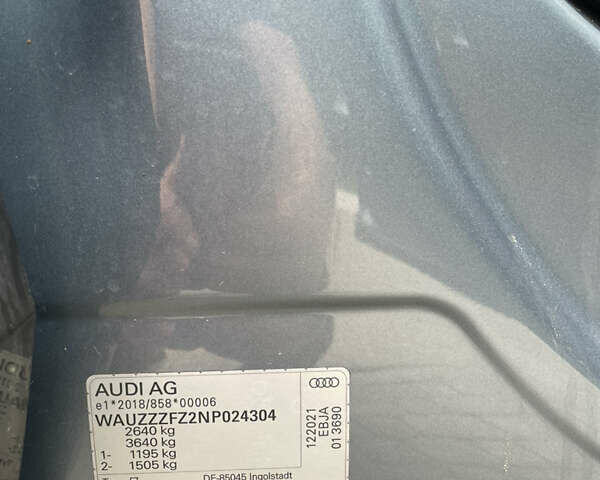 AUDI AG
e1*2018/858*00006
WAUZZZFZ2NP024304
2640 kg
3640 kg
1- 1195 kg
2- 1505 kg
DE-85045 Ingolstadt
122021
EBJA
013690